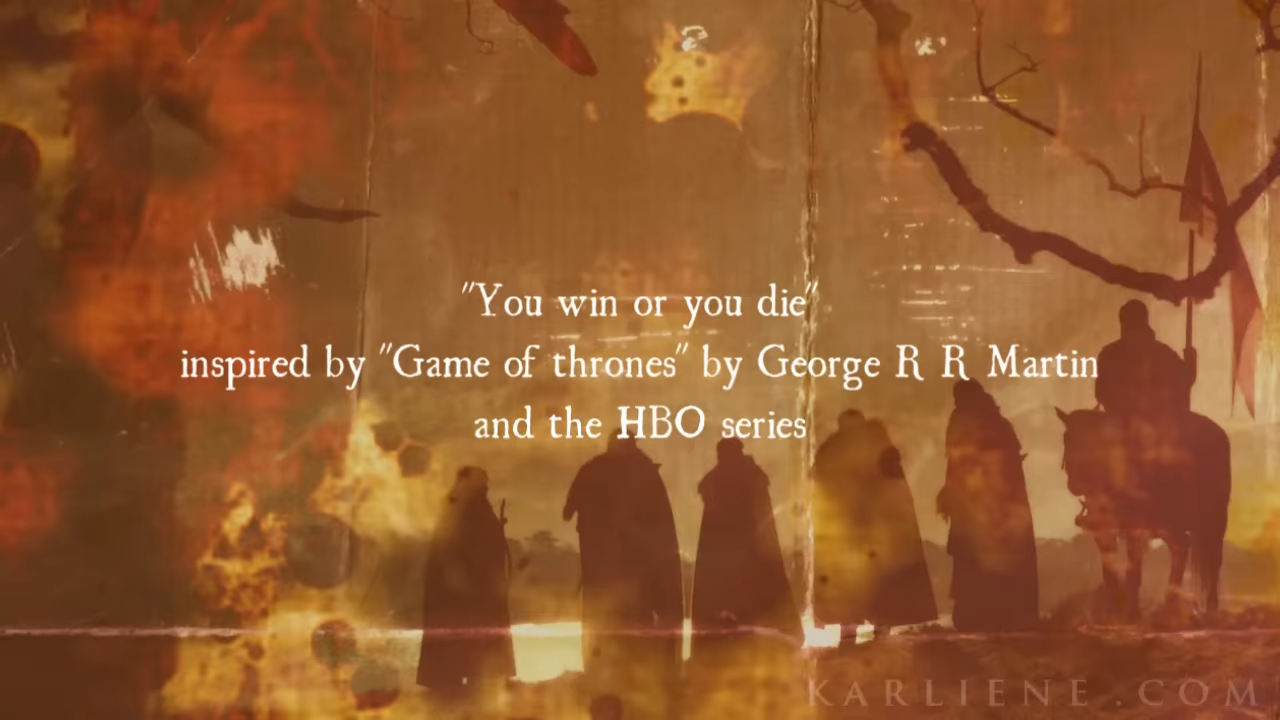 "You win or you die"
inspired by "Game of thrones" by George R R Martin
and the HBO series
KARLIENE.COM